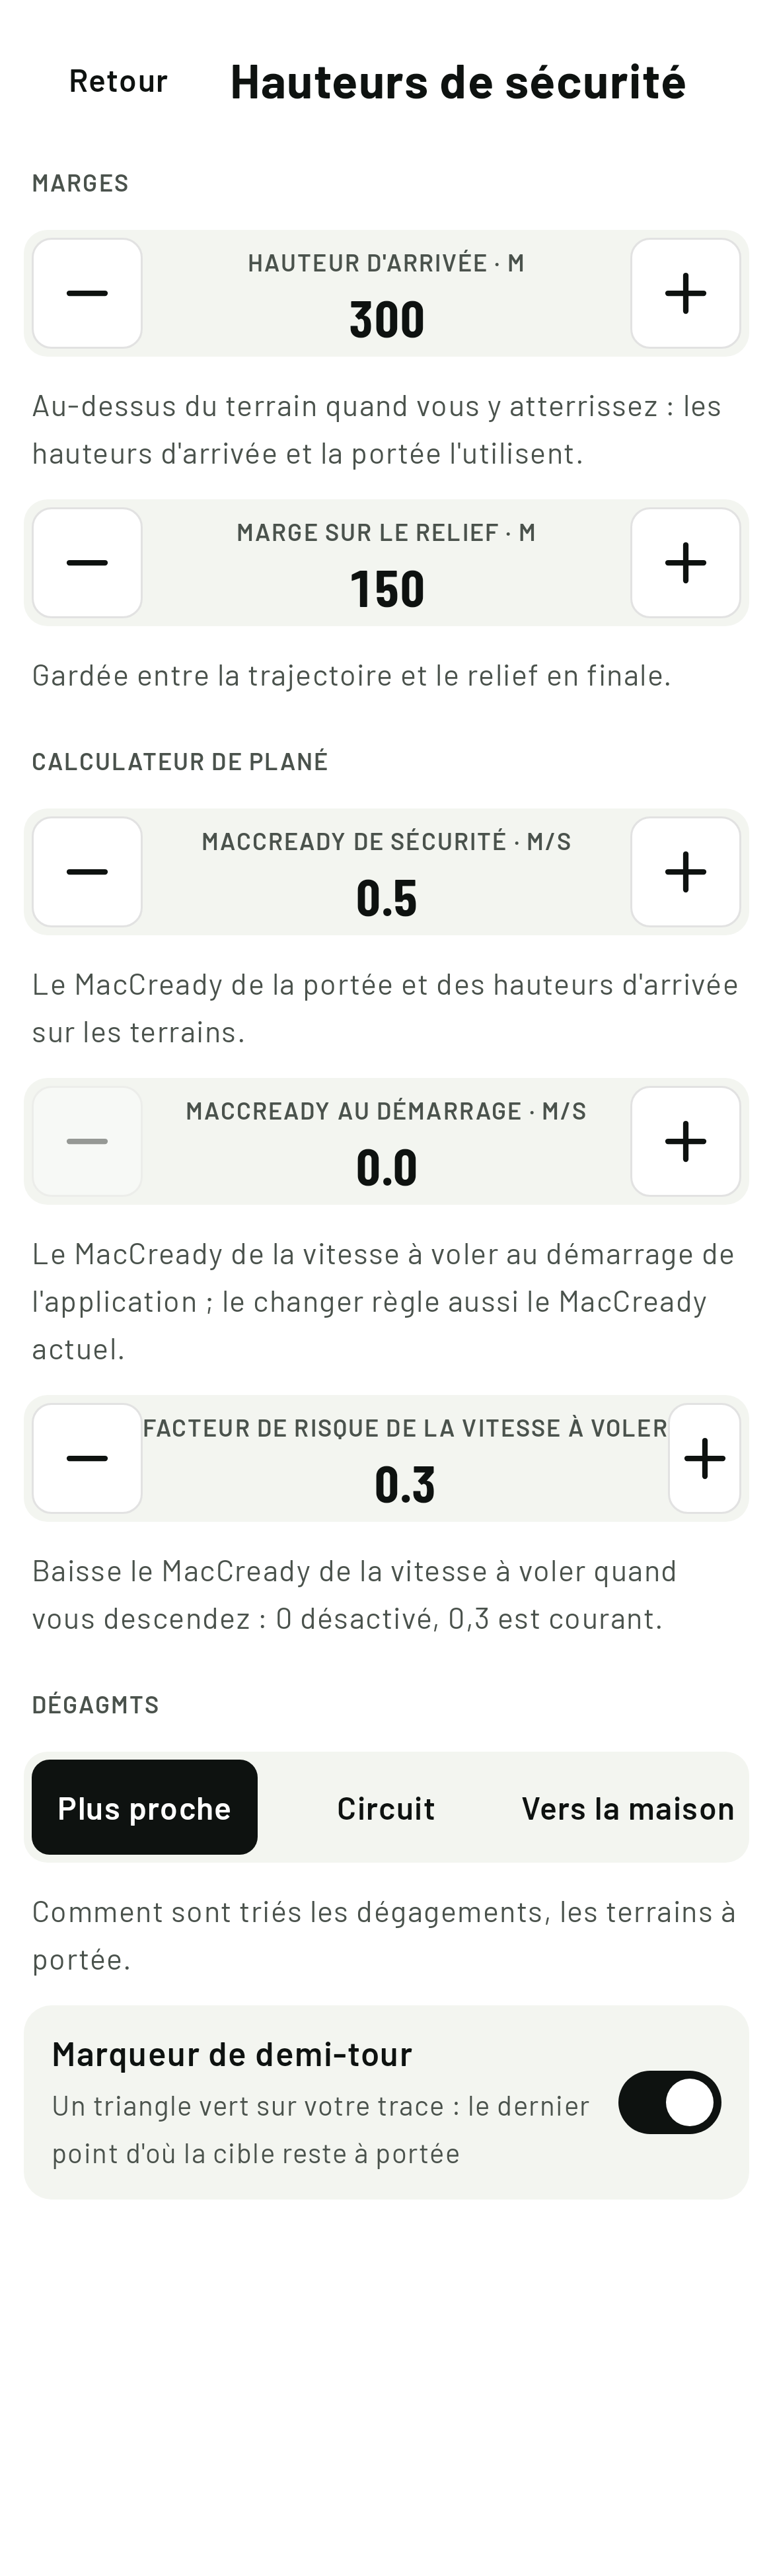 Retour
Hauteurs de sécurité
MARGES
HAUTEUR D'ARRIVÉE · M
300
Au-dessus du terrain quand vous y atterrissez : les
hauteurs d'arrivée et la portée l'utilisent.
MARGE SUR LE RELIEF · M
150
Gardée entre la trajectoire et le relief en finale.
CALCULATEUR DE PLANÉ
MACCREADY DE SÉCURITÉ · M/S
0.5
Le MacCready de la portée et des hauteurs d'arrivée
sur les terrains.
MACCREADY AU DÉMARRAGE · M/S
0.0
Le MacCready de la vitesse à voler au démarrage de
l'application ; le changer règle aussi le MacCready
actuel.
FACTEUR DE RISQUE DE LA VITESSE À VOLER
0.3
Baisse le MacCready de la vitesse à voler quand
vous descendez : 0 désactivé, 0,3 est courant.
DÉGAGMTS
Plus proche
Circuit
Vers la maison
Comment sont triés les dégagements, les terrains à
portée.
Marqueur de demi-tour
Un triangle vert sur votre trace : le dernier
point d'où la cible reste à portée